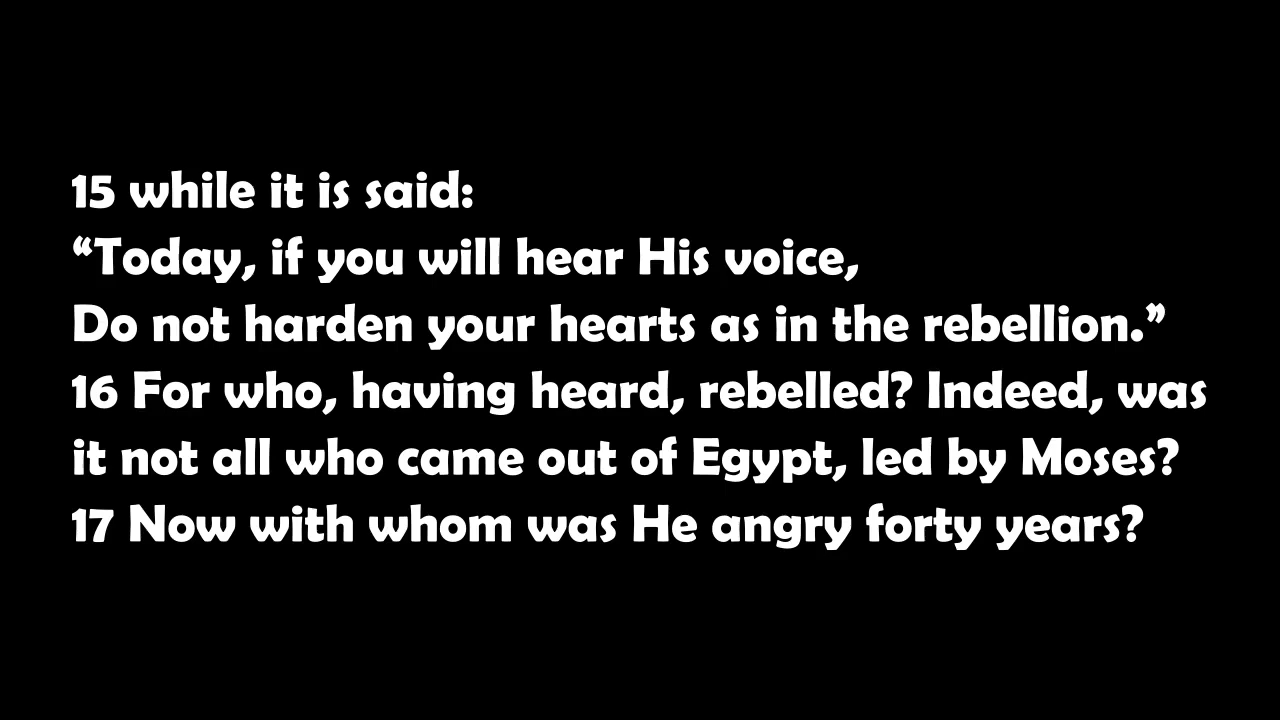 15 while it is said:
“Today, if you will hear His voice,
Do not harden your hearts as in the rebellion.”
16 For who, having heard, rebelled? Indeed, was
it not all who came out of Egypt, led by Moses?
17 Now with whom was He angry forty years?